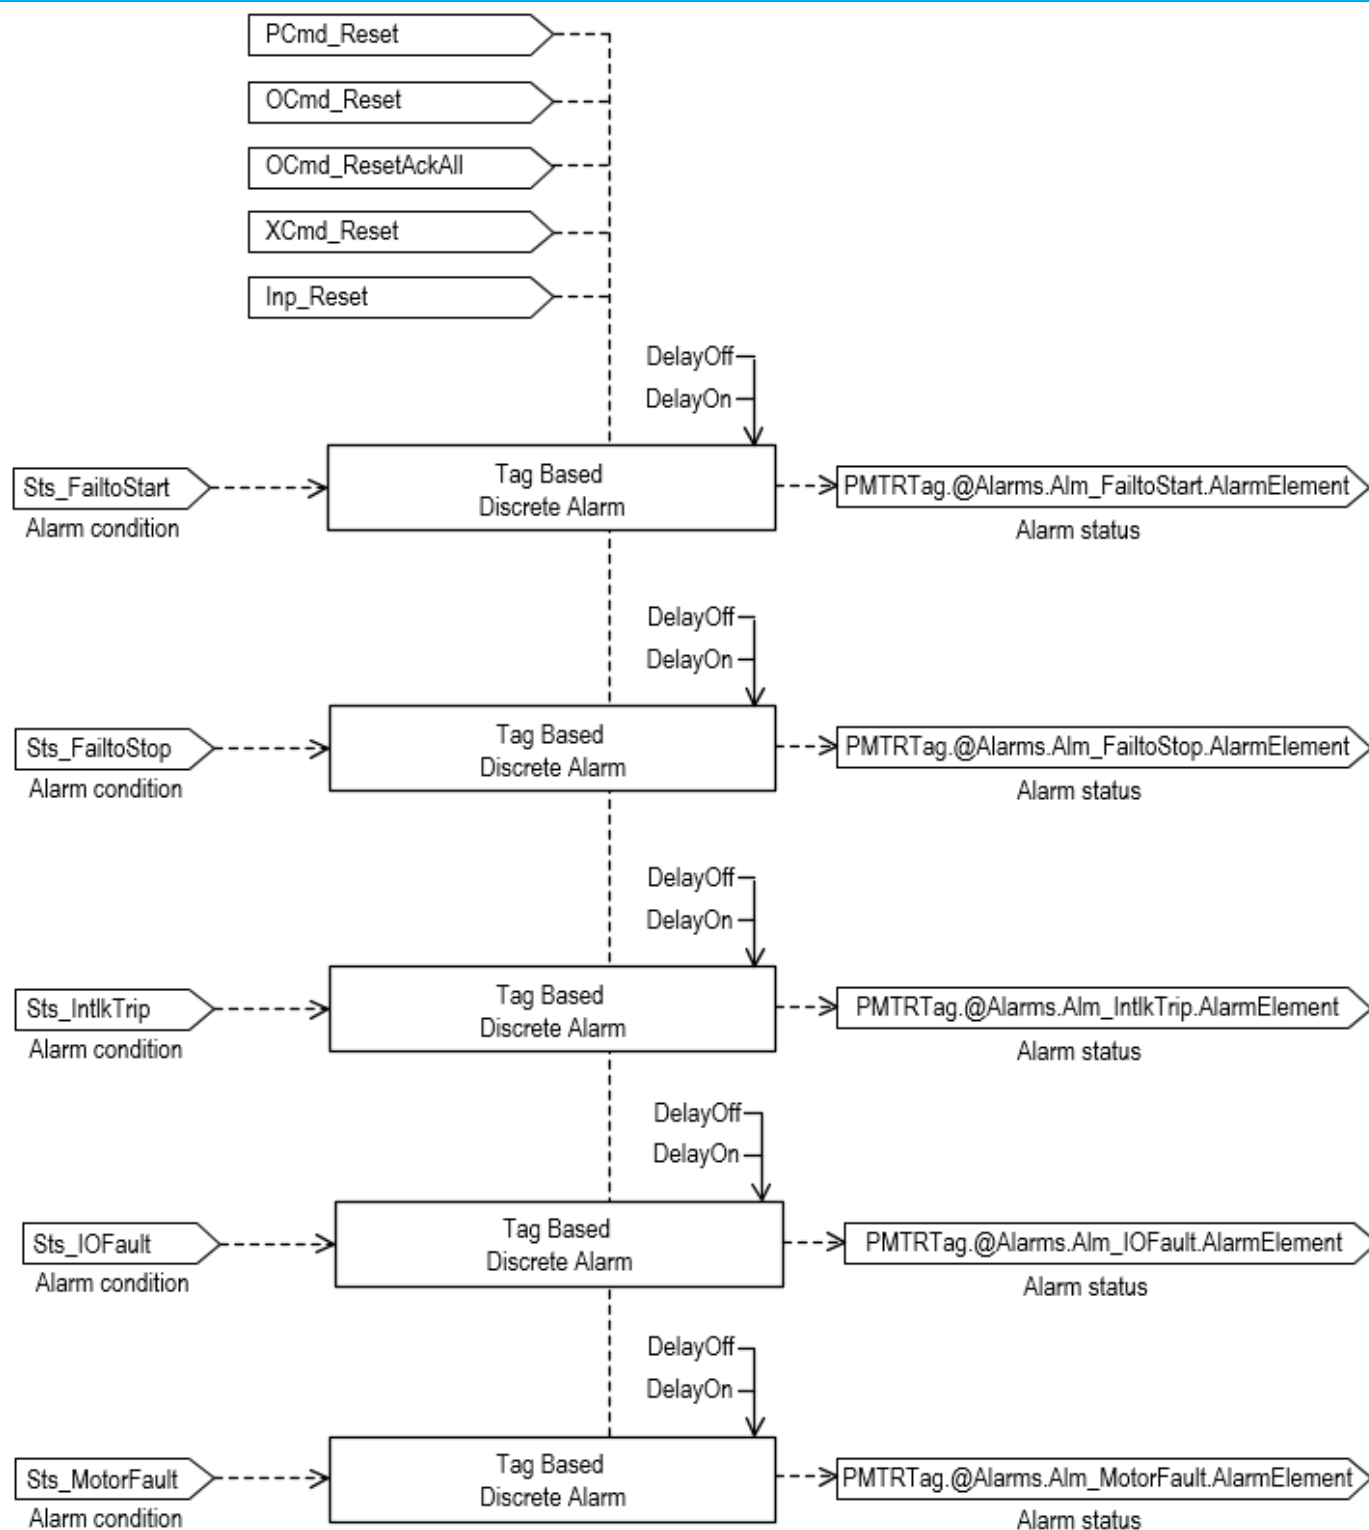 PCmd_Reset
OCmd_Reset
OCmd_ResetAckAll
XCmd_Reset
Inp_Reset
DelayOff
DelayOn
Sts_FailtoStart
Alarm condition
Tag Based
Discrete Alarm
PMTRTag.@Alarms.Alm_FailtoStart.AlarmElement
Alarm status
DelayOff
DelayOn
Sts_FailtoStop
Alarm condition
Tag Based
Discrete Alarm
PMTRTag.@Alarms.Alm_FailtoStop.AlarmElement
Alarm status
DelayOff
DelayOn
Sts_IntlkTrip
Alarm condition
Tag Based
Discrete Alarm
PMTRTag.@Alarms.Alm_IntlkTrip.AlarmElement
Alarm status
DelayOff
DelayOn
Sts_IOFault
Alarm condition
Tag Based
Discrete Alarm
PMTRTag.@Alarms.Alm_IOFault.AlarmElement
Alarm status
DelayOff
DelayOn
Sts_MotorFault
Alarm condition
Tag Based
Discrete Alarm
PMTRTag.@Alarms.Alm_MotorFault.AlarmElement
Alarm status